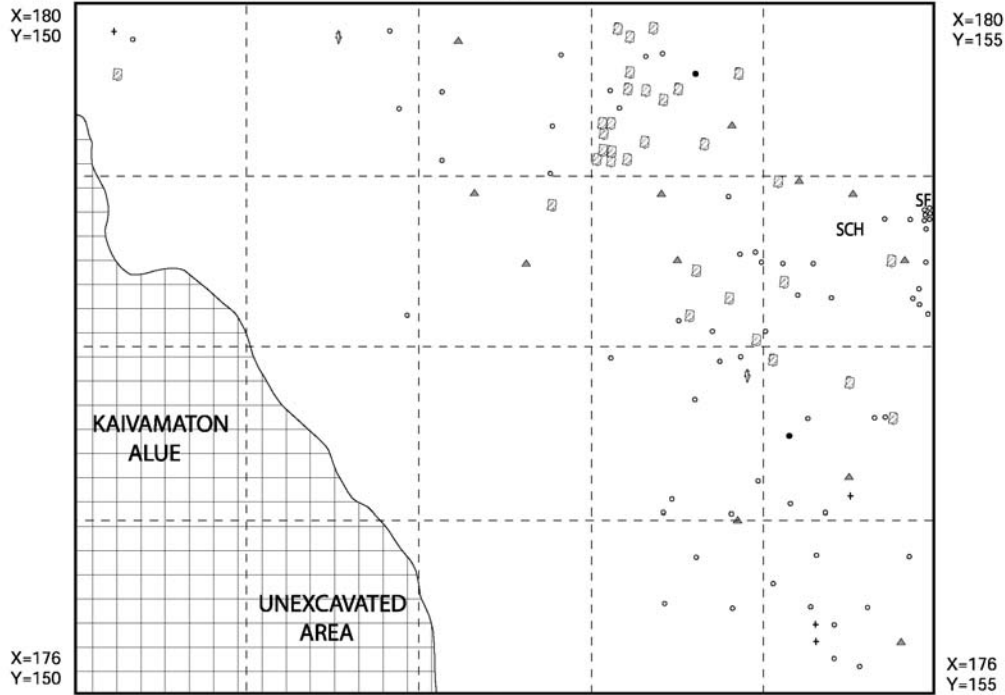 X=180
Y=150
X=180
Y=155
SF
SCH
KAIVAMATON
ALUE
UNEXCAVATED
AREA
X=176
Y=150
X=176
Y=155